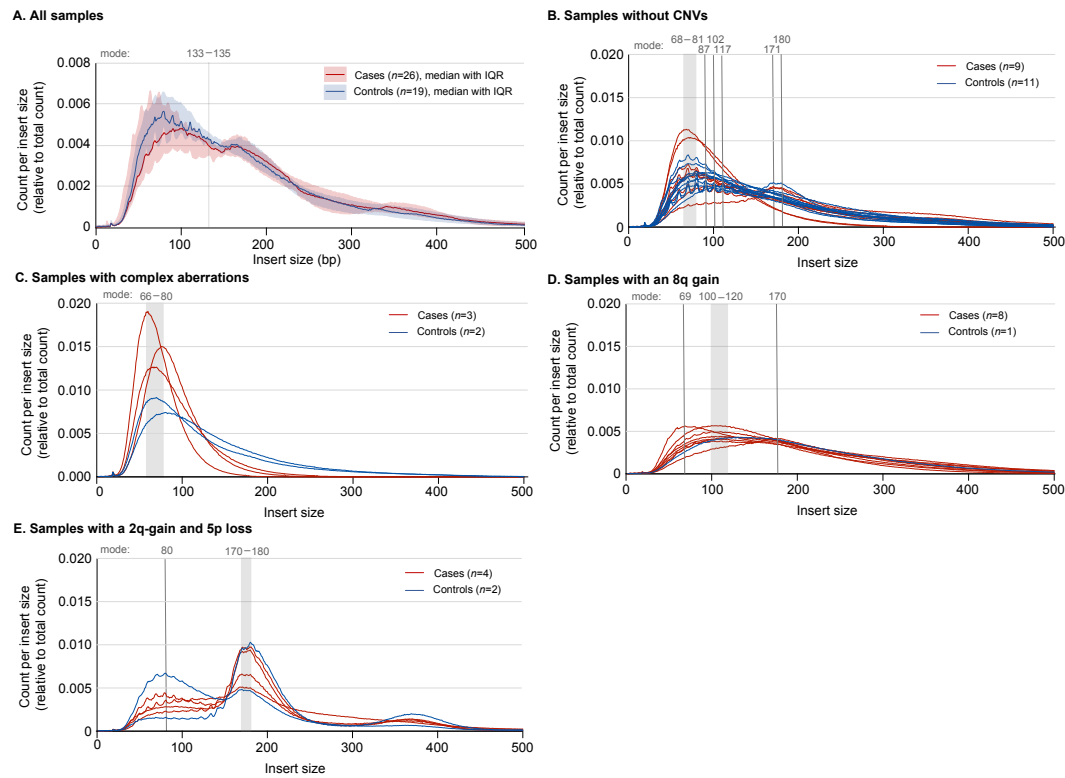 A. All samples
mode: 133–135
0.008
0.006
0.004
0.002
0
Count per insert size
(relative to total count)
Cases (n=26), median with IQR
Controls (n=19), median with IQR
0 100 200 300 400 500
Insert size (bp)
B. Samples without CNVs
mode: 68–81 87 102 117 171 180
0.020
0.015
0.010
0.005
0
Count per insert size
(relative to total count)
Cases (n=9)
Controls (n=11)
0 100 200 300 400 500
Insert size
C. Samples with complex aberrations
mode: 66–80
0.020
0.015
0.010
0.005
0.000
Count per insert size
(relative to total count)
Cases (n=3)
Controls (n=2)
0 100 200 300 400 500
Insert size
D. Samples with an 8q gain
mode: 69 100–120 170
0.020
0.015
0.010
0.005
0
Count per insert size
(relative to total count)
Cases (n=8)
Controls (n=1)
0 100 200 300 400 500
Insert size
E. Samples with a 2q-gain and 5p loss
mode: 80 170–180
0.020
0.015
0.010
0.005
0
Count per insert size
(relative to total count)
Cases (n=4)
Controls (n=2)
0 100 200 300 400 500
Insert size